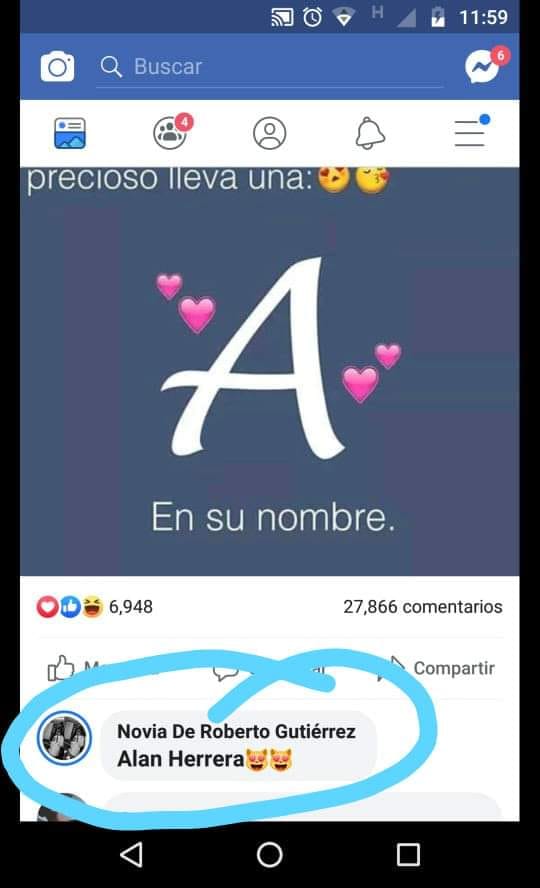 H 11:59
Buscar
6
4
precioso lleva una:😍😘
A
En su nombre.
6,948 27,866 comentarios
Compartir
Novia De Roberto Gutiérrez
Alan Herrera😻😻